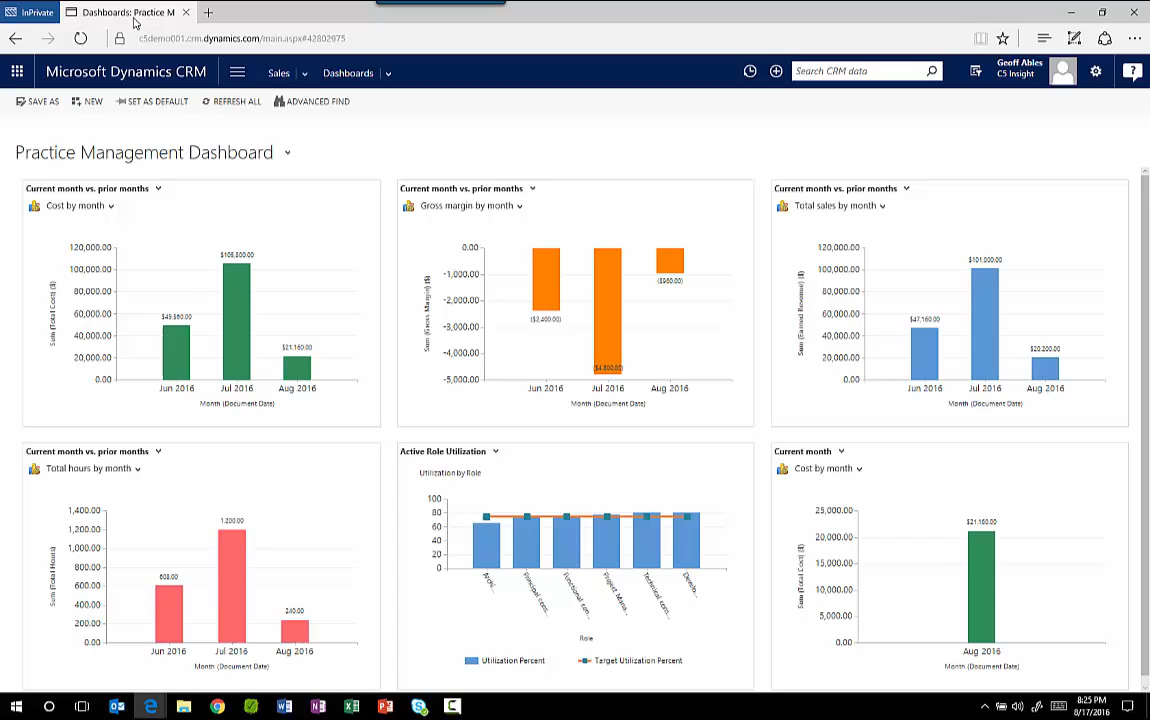 InPrivate
Dashboards: Practice M
c5demo001.crm.dynamics.com/main.aspx#42802975
Microsoft Dynamics CRM
Sales
Dashboards
Search CRM data
Geoff Ables
C5 Insight
SAVE AS
NEW
SET AS DEFAULT
REFRESH ALL
ADVANCED FIND
Practice Management Dashboard
Current month vs. prior months
Cost by month
Sum (Total Cost) ($)
120,000.00
100,000.00
80,000.00
60,000.00
40,000.00
20,000.00
0.00
$49,560.00
$21,160.00
Jun 2016
Jul 2016
Aug 2016
Month (Document Date)
Current month vs. prior months
Gross margin by month
Sum (Gross Margin) ($)
0.00
-1,000.00
-2,000.00
-3,000.00
-4,000.00
-5,000.00
($2,400.00)
($4,800.00)
($960.00)
Jun 2016
Jul 2016
Aug 2016
Month (Document Date)
Current month vs. prior months
Total sales by month
Sum (Earned Revenue) ($)
120,000.00
100,000.00
80,000.00
60,000.00
40,000.00
20,000.00
0.00
$47,160.00
$101,000.00
$20,200.00
Jun 2016
Jul 2016
Aug 2016
Month (Document Date)
Current month vs. prior months
Total hours by month
Sum (Total Hours)
1,400.00
1,200.00
1,000.00
800.00
600.00
400.00
200.00
0.00
608.00
1,200.00
240.00
Jun 2016
Jul 2016
Aug 2016
Month (Document Date)
Active Role Utilization
Utilization by Role
100
80
60
40
20
0
Archi...
Principal con...
Functional con...
Project Mana...
Technical con...
Develo...
Role
Utilization Percent
Target Utilization Percent
Current month
Cost by month
Sum (Total Cost) ($)
25,000.00
20,000.00
15,000.00
10,000.00
5,000.00
0.00
$21,160.00
Aug 2016
Month (Document Date)
8:25 PM
8/17/2016